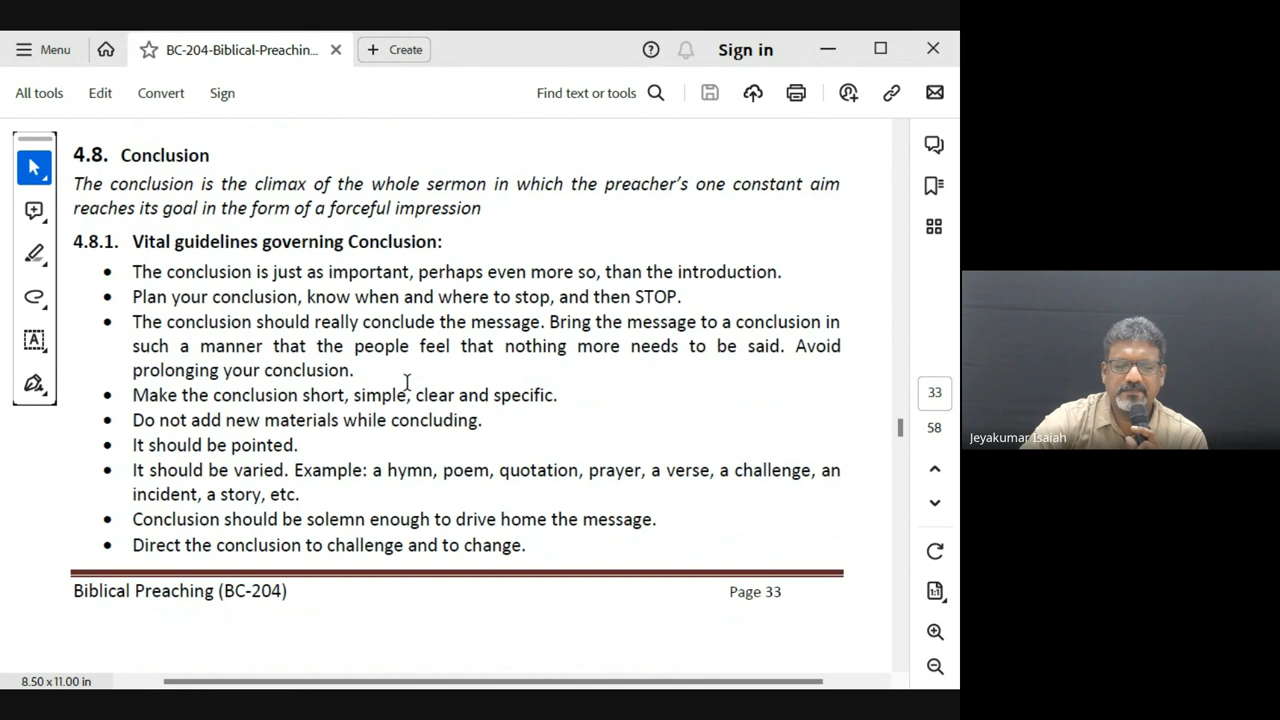 Menu
BC-204-Biblical-Preachin...
Create
Sign in
All tools
Edit
Convert
Sign
Find text or tools
4.8. Conclusion
The conclusion is the climax of the whole sermon in which the preacher's one constant aim
reaches its goal in the form of a forceful impression
4.8.1. Vital guidelines governing Conclusion:
• The conclusion is just as important, perhaps even more so, than the introduction.
• Plan your conclusion, know when and where to stop, and then STOP.
• The conclusion should really conclude the message. Bring the message to a conclusion in
such a manner that the people feel that nothing more needs to be said. Avoid
prolonging your conclusion.
• Make the conclusion short, simple, clear and specific.
• Do not add new materials while concluding.
• It should be pointed.
• It should be varied. Example: a hymn, poem, quotation, prayer, a verse, a challenge, an
incident, a story, etc.
• Conclusion should be solemn enough to drive home the message.
• Direct the conclusion to challenge and to change.
Biblical Preaching (BC-204)
Page 33
8.50 x 11.00 in
33
58
1:1
Jeyakumar Isaiah